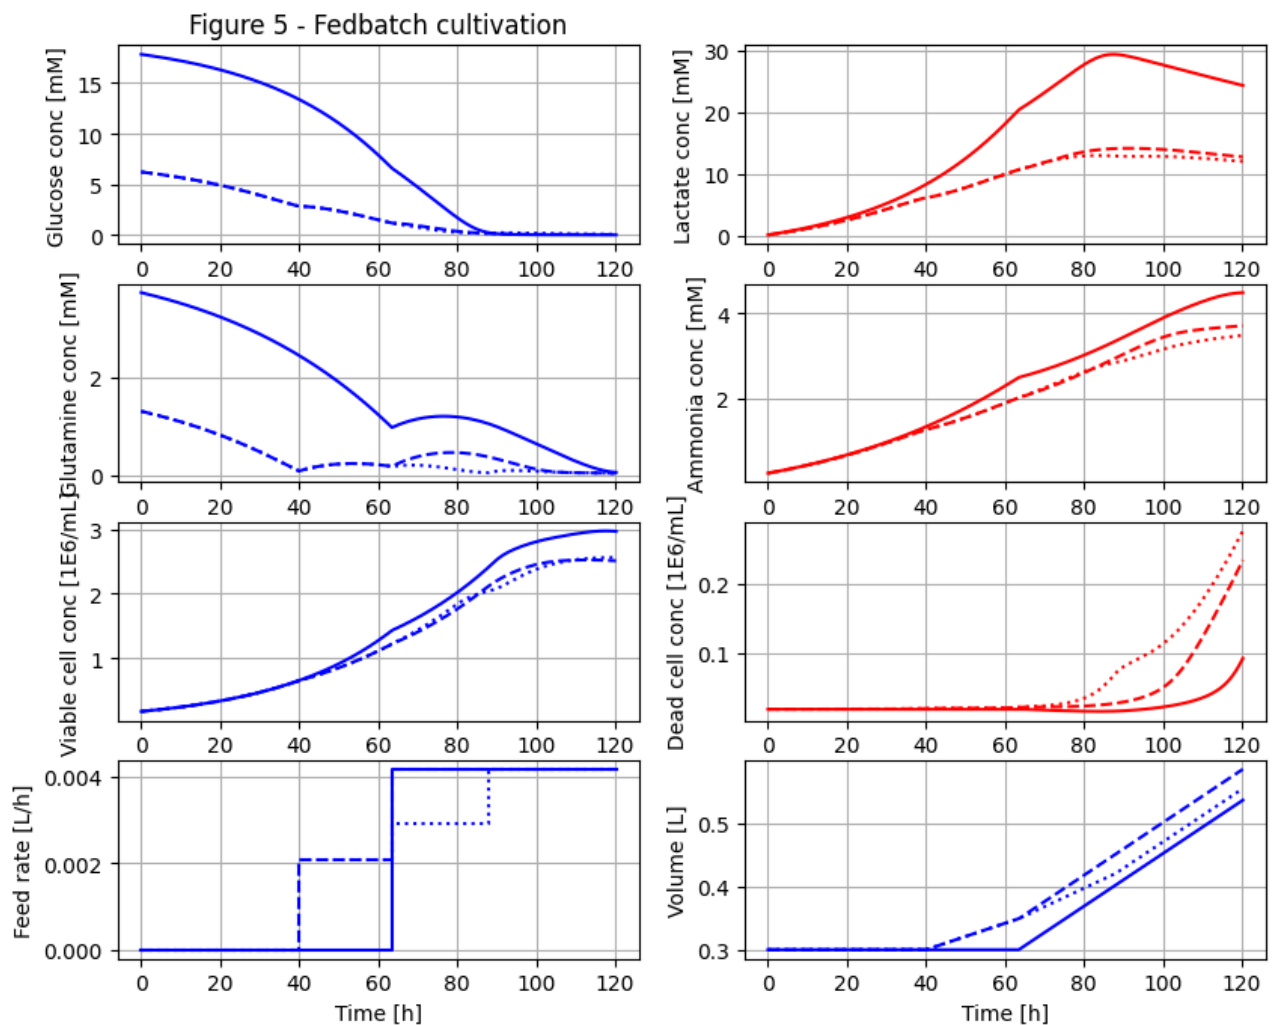 Figure 5 - Fedbatch cultivation
Glucose conc [mM]
15
10
5
0
0 20 40 60 80 100 120
Lactate conc [mM]
30
20
10
0
0 20 40 60 80 100 120
Glutamine conc [mM]
2
0
0 20 40 60 80 100 120
Ammonia conc [mM]
4
2
0 20 40 60 80 100 120
Viable cell conc [1E6/mL]
3
2
1
0 20 40 60 80 100 120
Dead cell conc [1E6/mL]
0.2
0.1
0 20 40 60 80 100 120
Feed rate [L/h]
0.004
0.002
0.000
0 20 40 60 80 100 120
Time [h]
Volume [L]
0.5
0.4
0.3
0 20 40 60 80 100 120
Time [h]